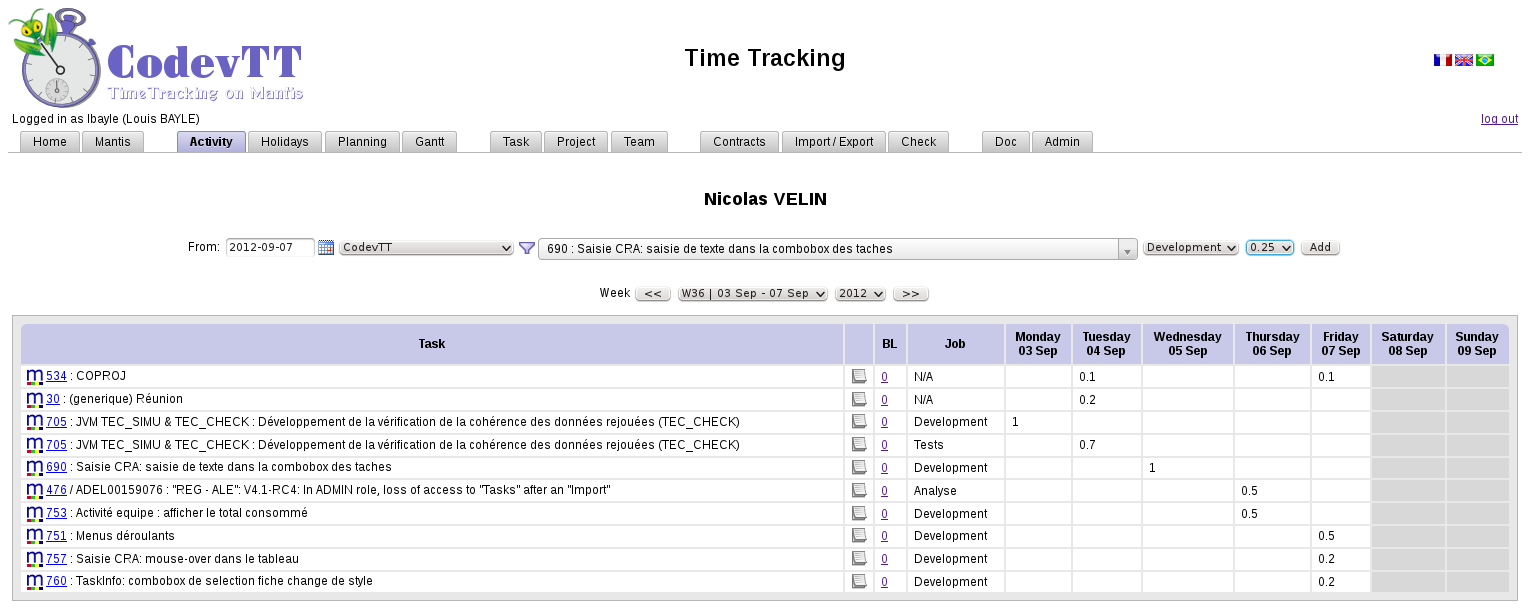 CodevTT
TimeTracking on Mantis
Time Tracking
Logged in as lbayle (Louis BAYLE)
log out
Home Mantis Activity Holidays Planning Gantt Task Project Team Contracts Import / Export Check Doc Admin
Nicolas VELIN
From: 2012-09-07 CodevTT 690 : Saisie CRA: saisie de texte dans la combobox des taches Development 0.25 Add
Week << W36 | 03 Sep - 07 Sep 2012 >>
Task BL Job Monday 03 Sep Tuesday 04 Sep Wednesday 05 Sep Thursday 06 Sep Friday 07 Sep Saturday 08 Sep Sunday 09 Sep
m 534 : COPROJ 0 N/A 0.1 0.1
m 30 : (generique) Réunion 0 N/A 0.2
m 705 : JVM TEC_SIMU & TEC_CHECK : Développement de la vérification de la cohérence des données rejouées (TEC_CHECK) 0 Development 1
m 705 : JVM TEC_SIMU & TEC_CHECK : Développement de la vérification de la cohérence des données rejouées (TEC_CHECK) 0 Tests 0.7
m 690 : Saisie CRA: saisie de texte dans la combobox des taches 0 Development 1
m 476 / ADEL00159076 : "REG - ALE": V4.1-RC4: In ADMIN role, loss of access to "Tasks" after an "Import" 0 Analyse 0.5
m 753 : Activité equipe : afficher le total consommé 0 Development 0.5
m 751 : Menus déroulants 0 Development 0.5
m 757 : Saisie CRA: mouse-over dans le tableau 0 Development 0.2
m 760 : TaskInfo: combobox de selection fiche change de style 0 Development 0.2